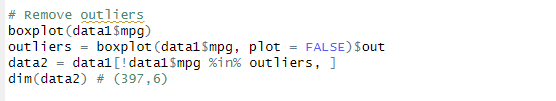 # Remove outliers
boxplot(data1$mpg)
outliers = boxplot(data1$mpg, plot = FALSE)$out
data2 = data1[!data1$mpg %in% outliers, ]
dim(data2) # (397,6)